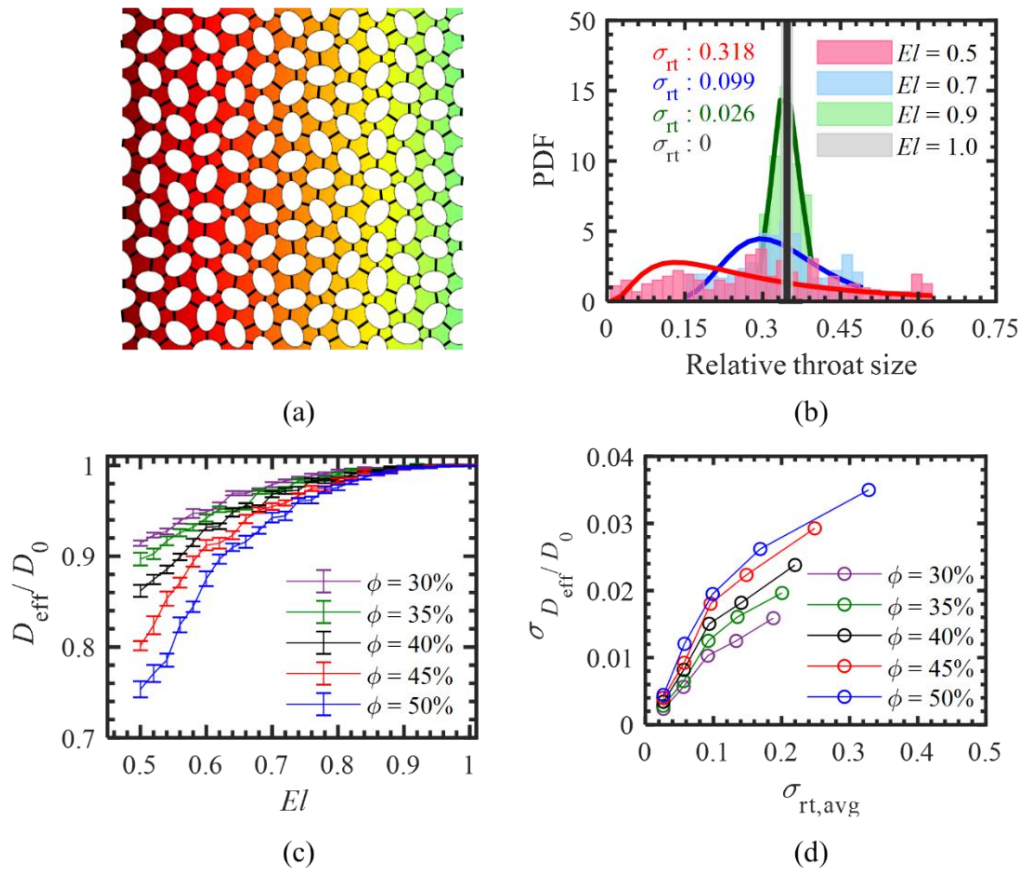 (a)
50
15
10
5
0
PDF
σrt : 0.318
σrt : 0.099
σrt : 0.026
σrt : 0
El = 0.5
El = 0.7
El = 0.9
El = 1.0
0 0.15 0.3 0.45 0.6 0.75
Relative throat size
(b)
1
0.9
0.8
0.7
Deff/ D0
ϕ = 30%
ϕ = 35%
ϕ = 40%
ϕ = 45%
ϕ = 50%
0.5 0.6 0.7 0.8 0.9 1
El
(c)
0.04
0.03
0.02
0.01
0
σDeff/ D0
ϕ = 30%
ϕ = 35%
ϕ = 40%
ϕ = 45%
ϕ = 50%
0 0.1 0.2 0.3 0.4 0.5
σrt,avg
(d)